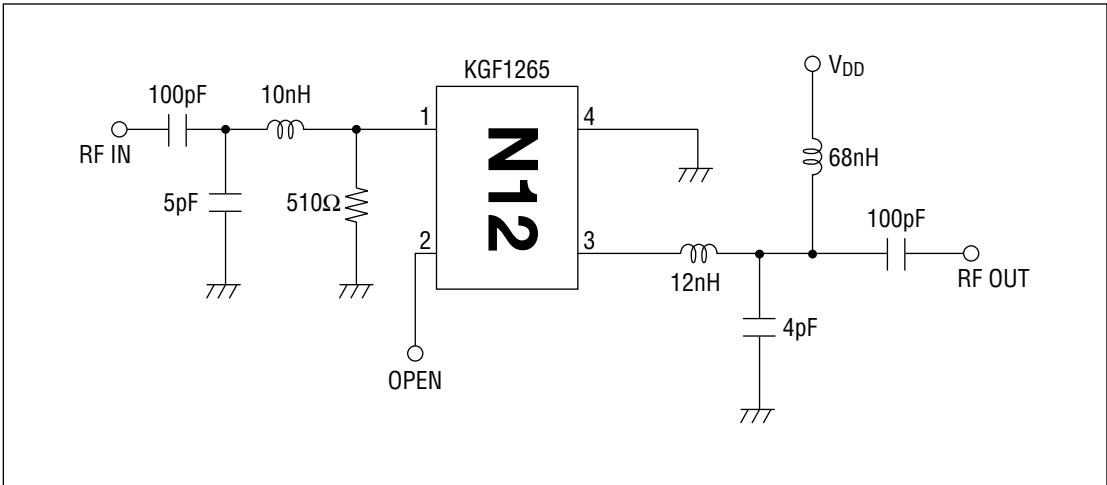 KGF1265
V_DD
100pF
10nH
1
4
RF IN
N12
68nH
5pF
510Ω
100pF
2
3
12nH
RF OUT
4pF
OPEN